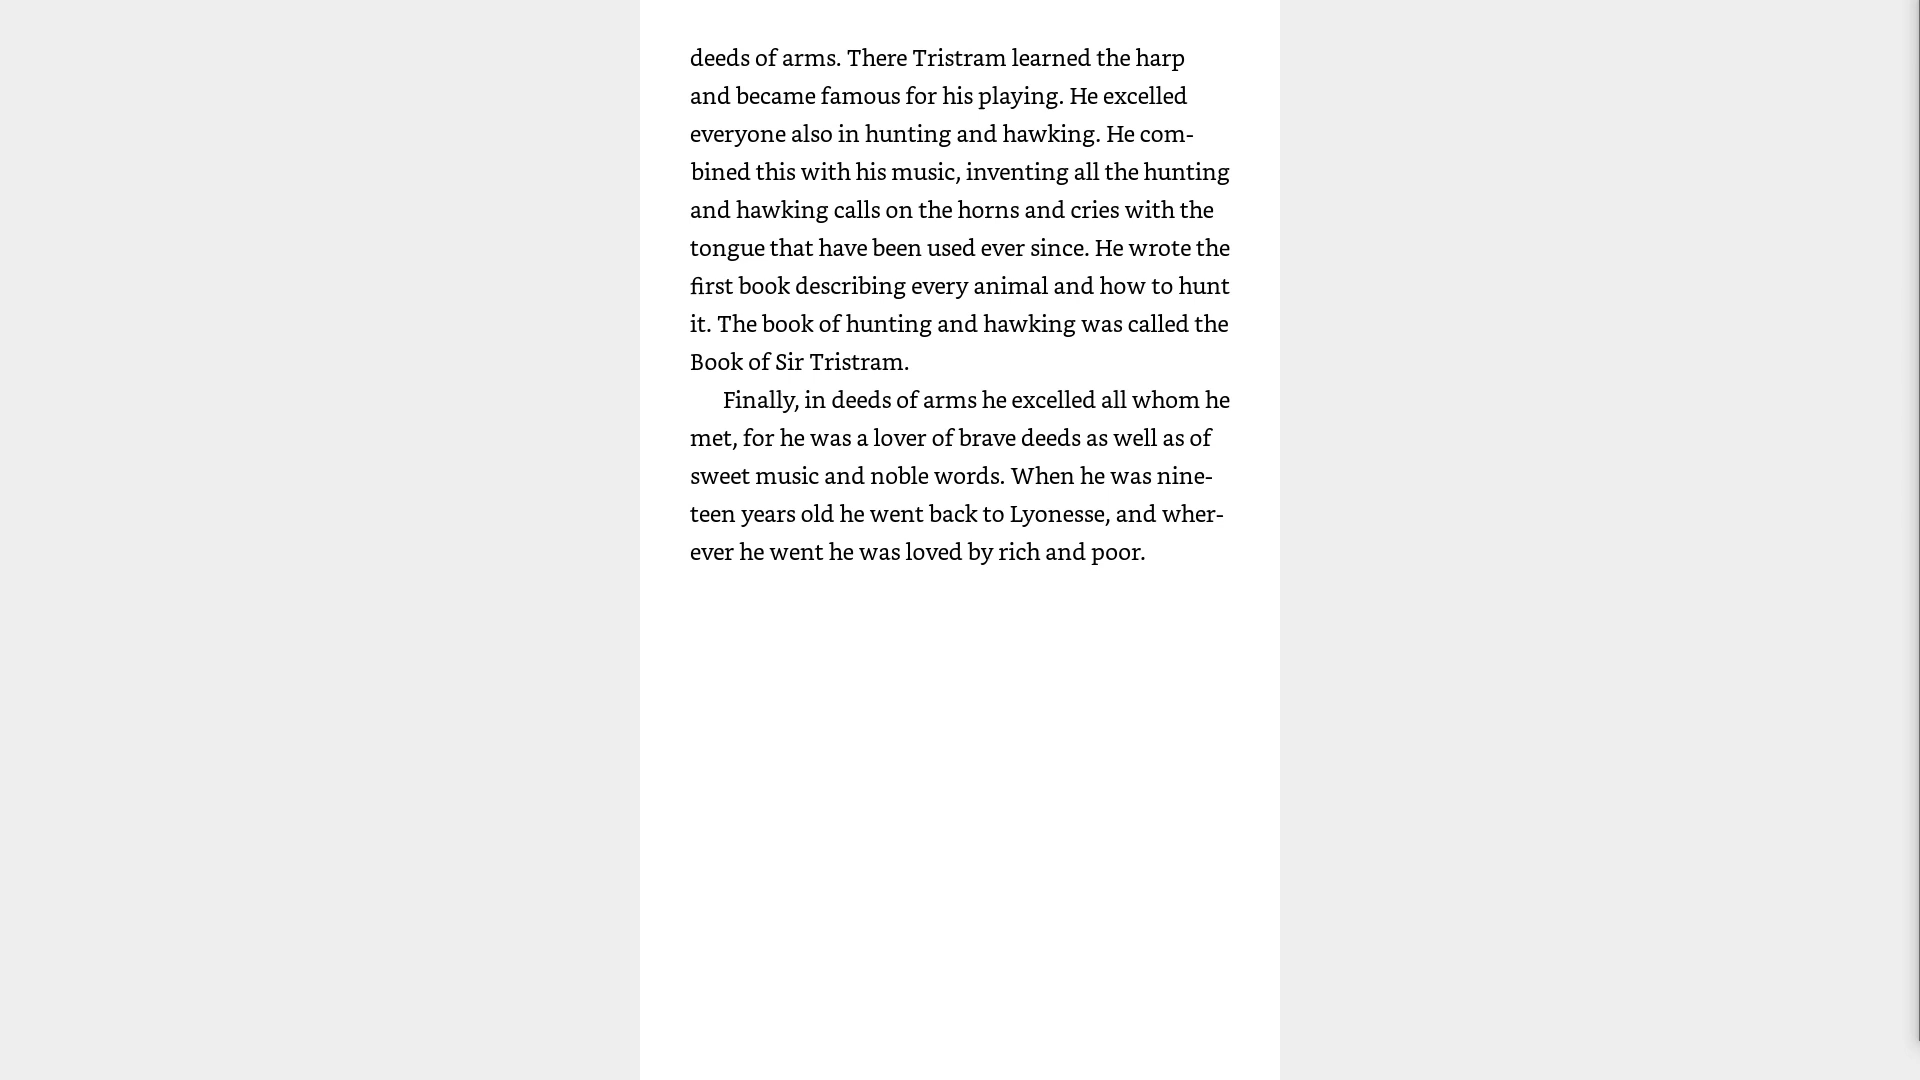 deeds of arms. There Tristram learned the harp
and became famous for his playing. He excelled
everyone also in hunting and hawking. He com-
bined this with his music, inventing all the hunting
and hawking calls on the horns and cries with the
tongue that have been used ever since. He wrote the
first book describing every animal and how to hunt
it. The book of hunting and hawking was called the
Book of Sir Tristram.
Finally, in deeds of arms he excelled all whom he
met, for he was a lover of brave deeds as well as of
sweet music and noble words. When he was nine-
teen years old he went back to Lyonesse, and wher-
ever he went he was loved by rich and poor.